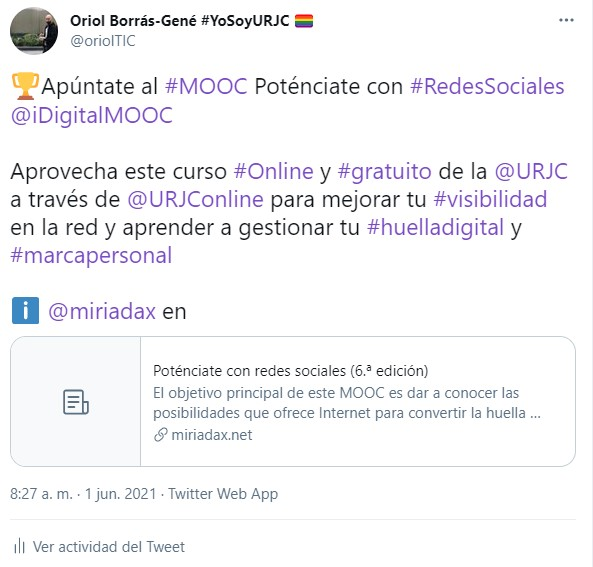 Oriol Borrás-Gené #YoSoyURJC 🏳️‍🌈
@oriolTIC
🏆Apúntate al #MOOC Poténciate con #RedesSociales
@iDigitalMOOC
Aprovecha este curso #Online y #gratuito de la @URJC
a través de @URJConline para mejorar tu #visibilidad
en la red y aprender a gestionar tu #huelladigital y
#marcapersonal
ℹ️ @miriadax en
Poténciate con redes sociales (6.ª edición)
El objetivo principal de este MOOC es dar a conocer las
posibilidades que ofrece Internet para convertir la huella ...
miriadax.net
8:27 a. m. · 1 jun. 2021 · Twitter Web App
Ver actividad del Tweet